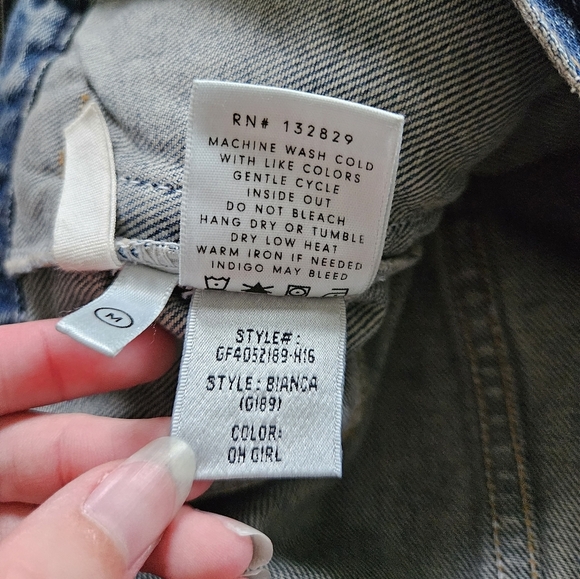 RN# 132829
MACHINE WASH COLD
WITH LIKE COLORS
GENTLE CYCLE
INSIDE OUT
DO NOT BLEACH
HANG DRY OR TUMBLE
DRY LOW HEAT
WARM IRON IF NEEDED
INDIGO MAY BLEED
M
STYLE#:
GF4052189-H16
STYLE: BIANCA
(G189)
COLOR:
OH GIRL